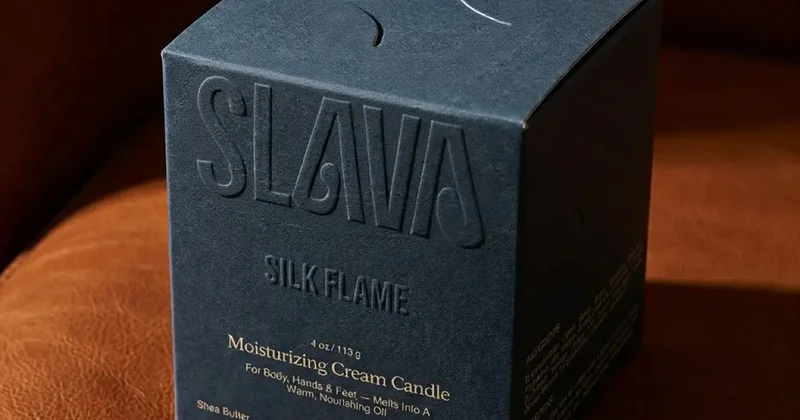 SLAVA
SILK FLAME
4 oz / 113 g
Moisturizing Cream Candle
For Body, Hands & Feet — Melts Into A
Warm, Nourishing Oil
Shea Butter